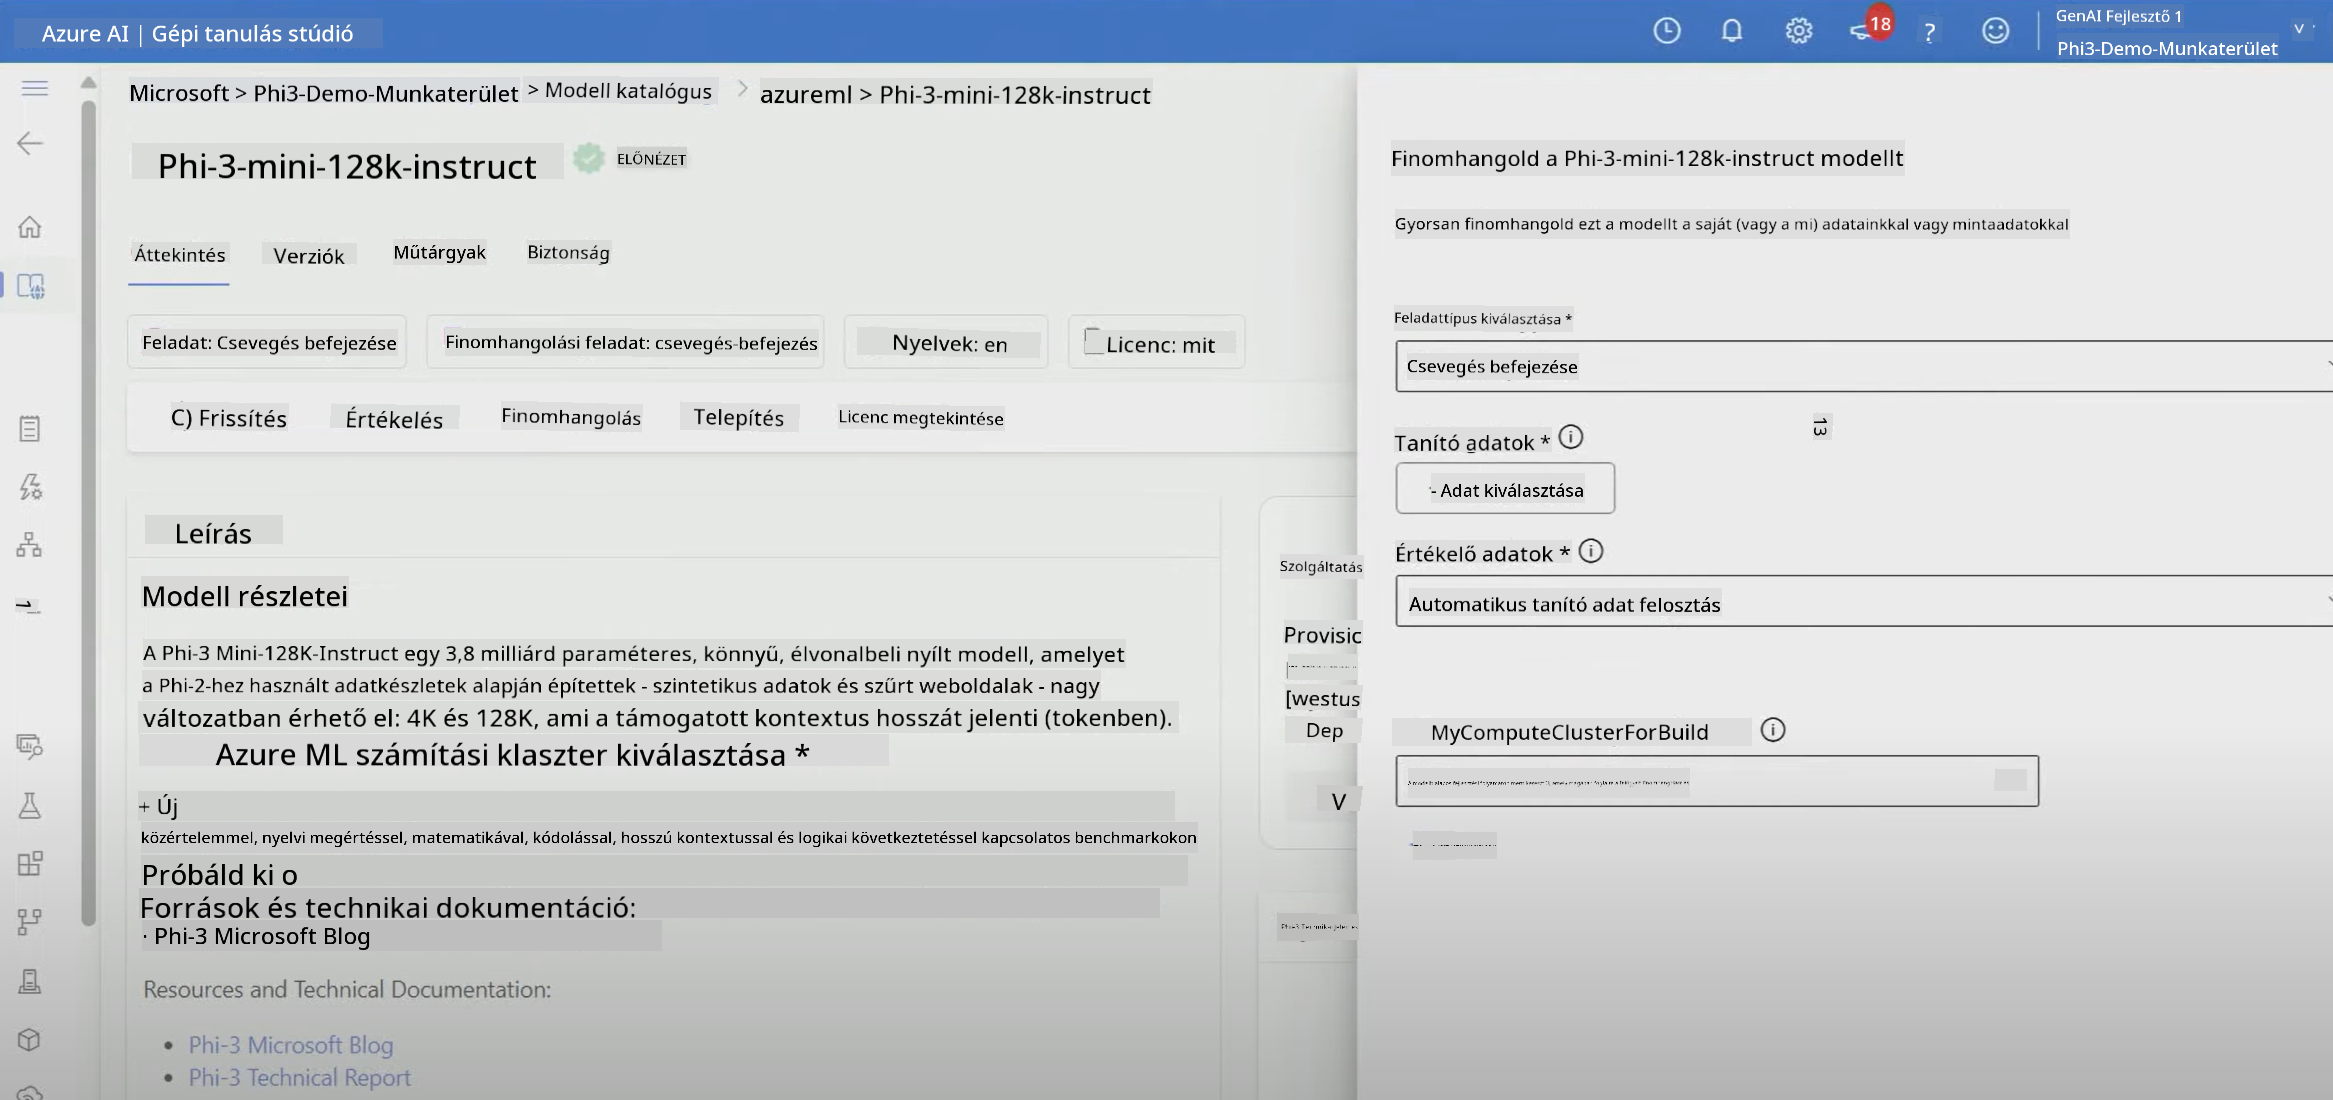 Azure AI | Gépi tanulás stúdió
18
?
GenAI Fejlesztő 1
Phi3-Demo-Munkaterület
Microsoft > Phi3-Demo-Munkaterület > Modell katalógus > azureml > Phi-3-mini-128k-instruct
Phi-3-mini-128k-instruct
ELŐNÉZET
Áttekintés
Verziók
Műtárgyak
Biztonság
Feladat: Csevegés befejezése
Finomhangolási feladat: csevegés-befejezés
Nyelvek: en
Licenc: mit
C) Frissítés
Értékelés
Finomhangolás
Telepítés
Licenc megtekintése
Leírás
Modell részletei
A Phi-3 Mini-128K-Instruct egy 3,8 milliárd paraméteres, könnyű, élvonalbeli nyílt modell, amelyet
a Phi-2-hez használt adatkészletek alapján építettek - szintetikus adatok és szűrt weboldalak - nagy
változatban érhető el: 4K és 128K, ami a támogatott kontextus hosszát jelenti (tokenben).
Azure ML számítási klaszter kiválasztása *
+ Új
közértelemmel, nyelvi megértéssel, matematikával, kódolással, hosszú kontextussal és logikai következtetéssel kapcsolatos benchmarkokon
Próbáld ki o
Források és technikai dokumentáció:
· Phi-3 Microsoft Blog
Resources and Technical Documentation:
• Phi-3 Microsoft Blog
• Phi-3 Technical Report
Szolgáltatás
Provisic
[westus
Dep
V
Finomhangold a Phi-3-mini-128k-instruct modellt
Gyorsan finomhangold ezt a modellt a saját (vagy a mi) adatainkkal vagy mintaadatokkal
Feladattípus kiválasztása *
Csevegés befejezése
13
Tanító adatok *
- Adat kiválasztása
Értékelő adatok *
Automatikus tanító adat felosztás
MyComputeClusterForBuild